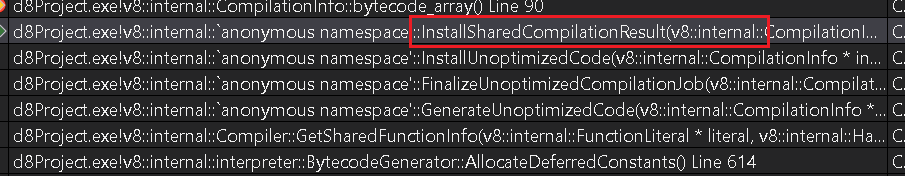 d8Project.exe!v8::internal::CompilationInfo::bytecode_array() Line 90
d8Project.exe!v8::internal::`anonymous namespace'::InstallSharedCompilationResult(v8::internal::CompilationI... C
d8Project.exe!v8::internal::`anonymous namespace'::InstallUnoptimizedCode(v8::internal::CompilationInfo * in... C.
d8Project.exe!v8::internal::`anonymous namespace'::FinalizeUnoptimizedCompilationJob(v8::internal::Compilat... C.
d8Project.exe!v8::internal::`anonymous namespace'::GenerateUnoptimizedCode(v8::internal::CompilationInfo *... C.
d8Project.exe!v8::internal::Compiler::GetSharedFunctionInfo(v8::internal::FunctionLiteral * literal, v8::internal::Ha... C.
d8Project.exe!v8::internal::interpreter::BytecodeGenerator::AllocateDeferredConstants() Line 614 C.